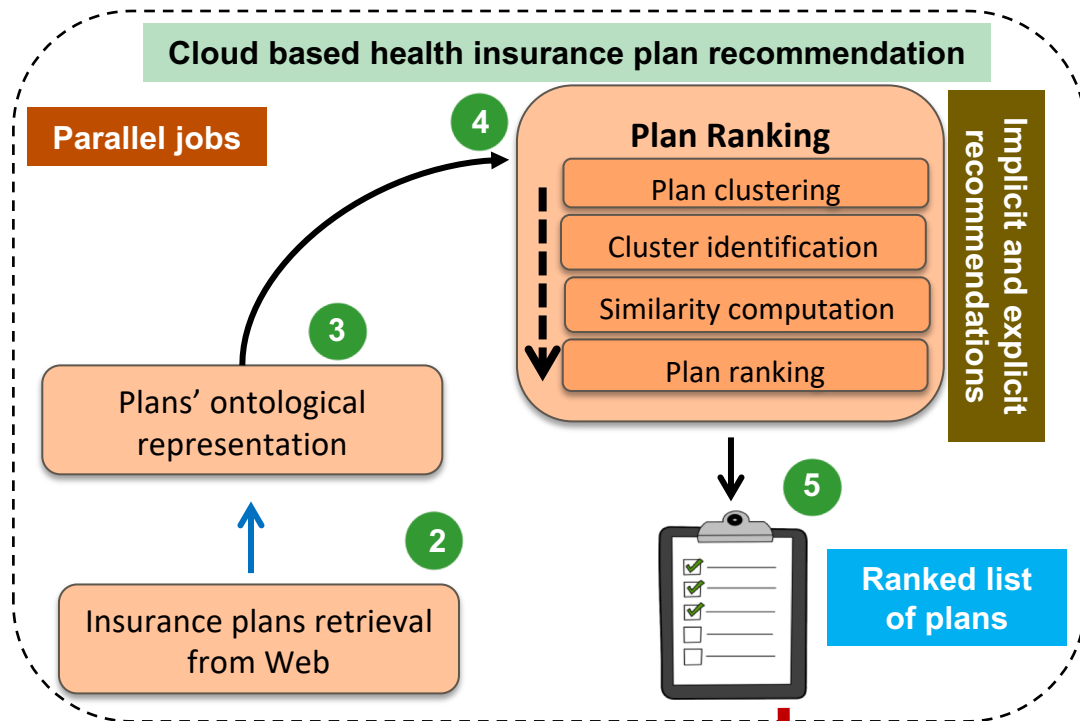 Cloud based health insurance plan recommendation
Parallel jobs
4
Plan Ranking
Plan clustering
Cluster identification
Similarity computation
Plan ranking
Implicit and explicit
recommendations
3
Plans’ ontological
representation
2
Insurance plans retrieval
from Web
5
Ranked list
of plans